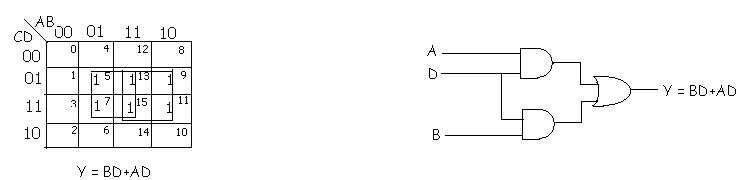 AB
CD 00 01 11 10
00 0 4 12 8
01 1 1 5 1 13 1 9
11 3 1 7 1 15 1 11
10 2 6 14 10
Y = BD+AD
A
D
B
Y = BD+AD